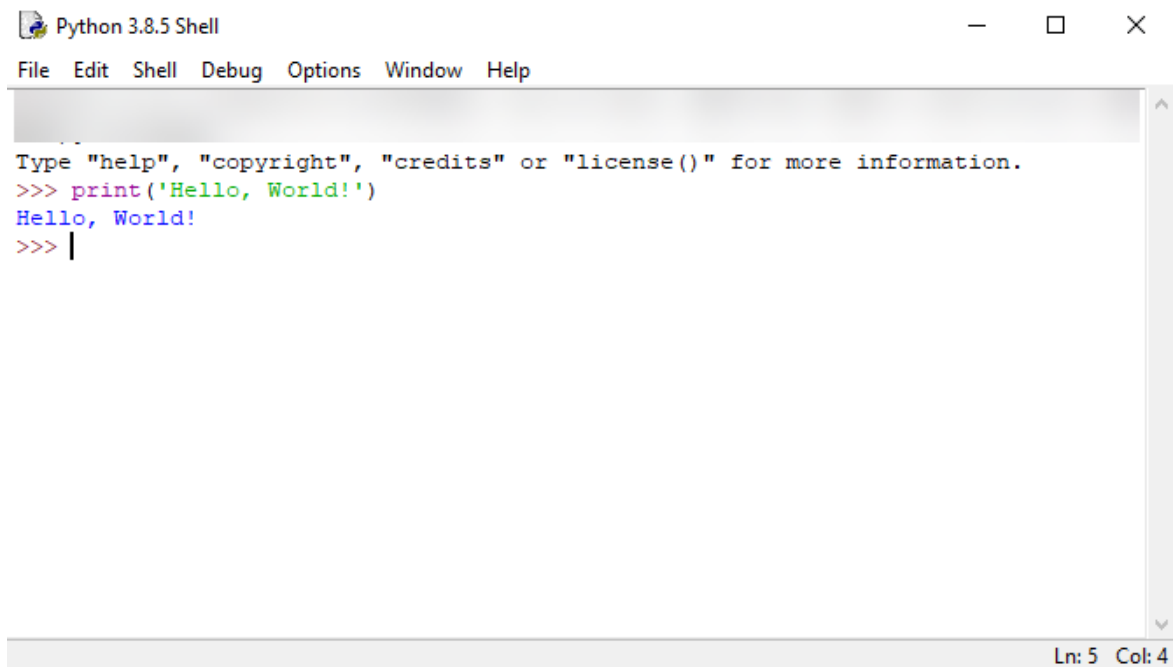 Python 3.8.5 Shell
File Edit Shell Debug Options Window Help
Type "help", "copyright", "credits" or "license()" for more information.
>>> print('Hello, World!')
Hello, World!
>>>
Ln: 5 Col: 4